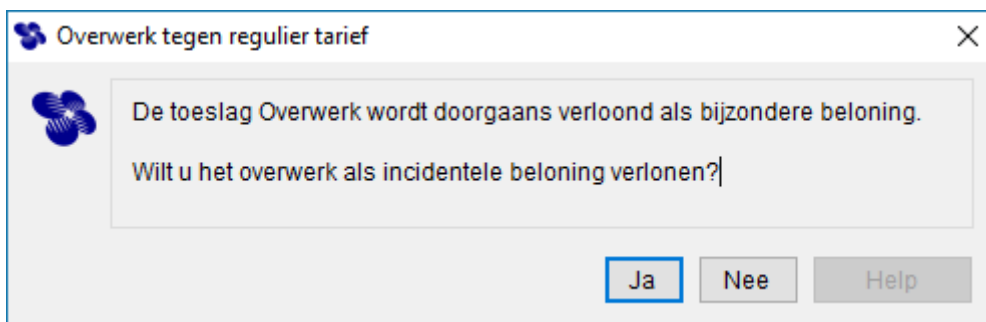 Overwerk tegen regulier tarief
De toeslag Overwerk wordt doorgaans verloond als bijzondere beloning.
Wilt u het overwerk als incidentele beloning verlonen?
Ja Nee Help